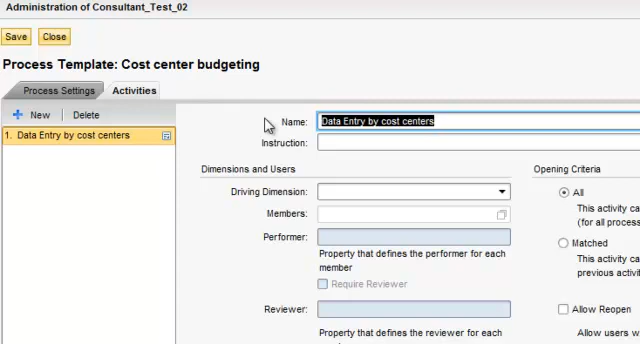 Administration of Consultant_Test_02
Save Close
Process Template: Cost center budgeting
Process Settings Activities
New Delete
1. Data Entry by cost centers
Name: Data Entry by cost centers
Instruction:
Dimensions and Users
Driving Dimension:
Members:
Performer:
Property that defines the performer for each
member
Require Reviewer
Reviewer:
Property that defines the reviewer for each
Opening Criteria
All
This activity ca
(for all process
Matched
This activity ca
previous activit
Allow Reopen
Allow users w